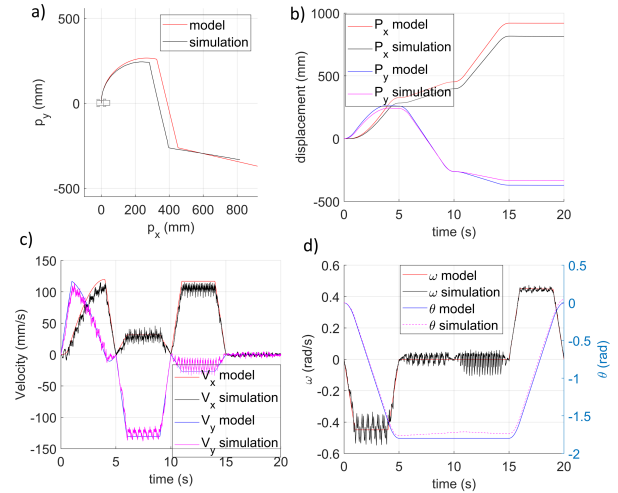 a)
model
simulation
500
0
-500
p_y (mm)
0 200 400 600 800
p_x (mm)
b)
P_x model
P_x simulation
P_y model
P_y simulation
1000
500
0
-500
displacement (mm)
0 5 10 15 20
time (s)
c)
150
100
50
0
-50
-100
-150
Velocity (mm/s)
V_x model
V_x simulation
V_y model
V_y simulation
0 5 10 15 20
time (s)
d)
ω model
ω simulation
θ model
θ simulation
0.6
0.4
0.2
0
-0.2
-0.4
-0.6
ω (rad/s)
0.5
0
-0.5
-1
-1.5
-2
θ (rad)
0 5 10 15 20
time (s)